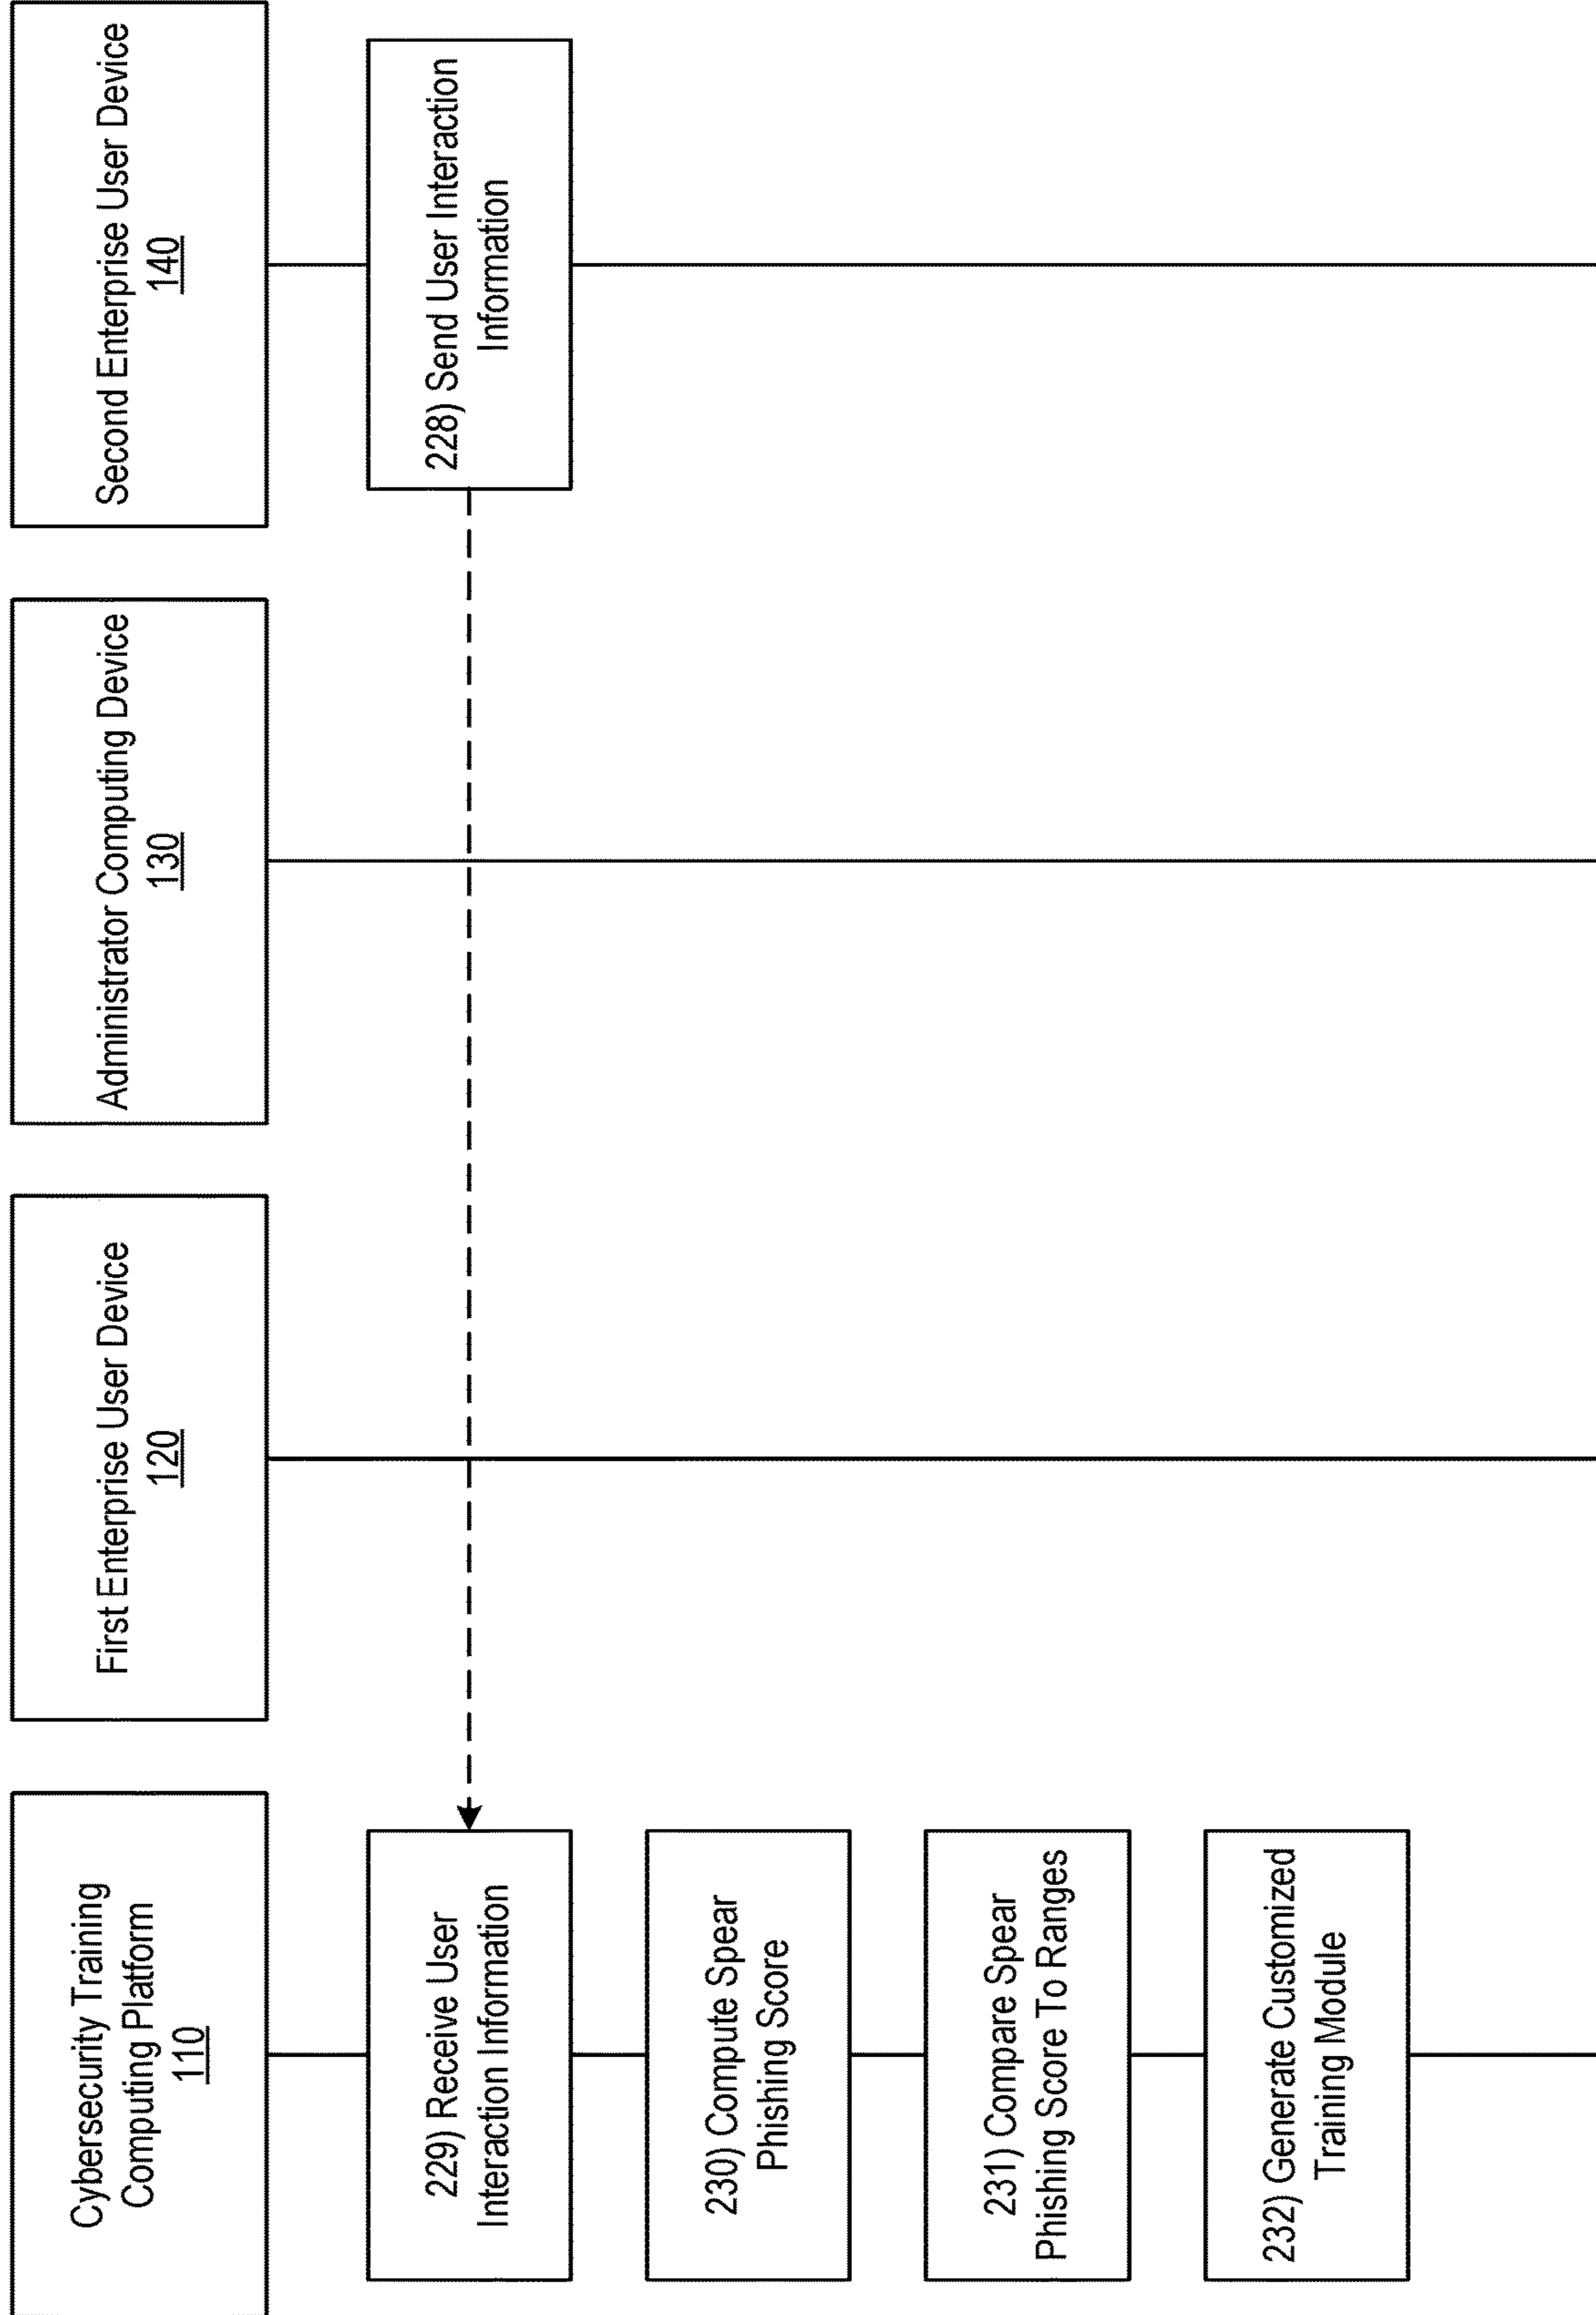 Cybersecurity Training
Computing Platform
110
First Enterprise User Device
120
Administrator Computing Device
130
Second Enterprise User Device
140
228) Send User Interaction
Information
229) Receive User
Interaction Information
230) Compute Spear
Phishing Score
231) Compare Spear
Phishing Score To Ranges
232) Generate Customized
Training Module